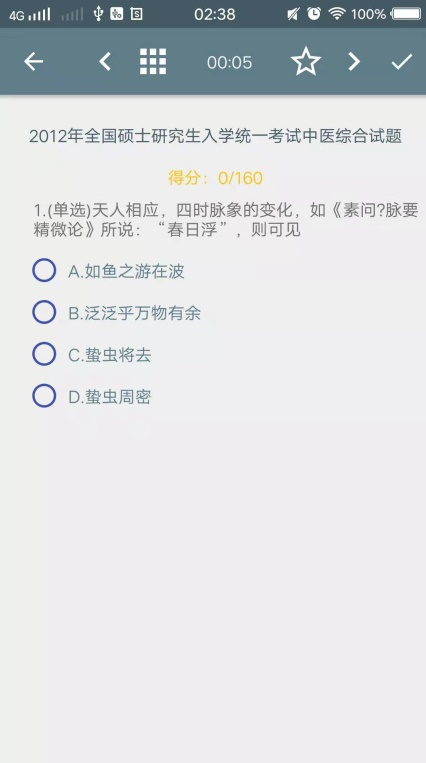 4G 02:38 100%
00:05
2012年全国硕士研究生入学统一考试中医综合试题
得分：0/160
1.(单选)天人相应，四时脉象的变化，如《素问?脉要
精微论》所说：“春日浮”，则可见
A.如鱼之游在波
B.泛泛乎万物有余
C.蛰虫将去
D.蛰虫周密